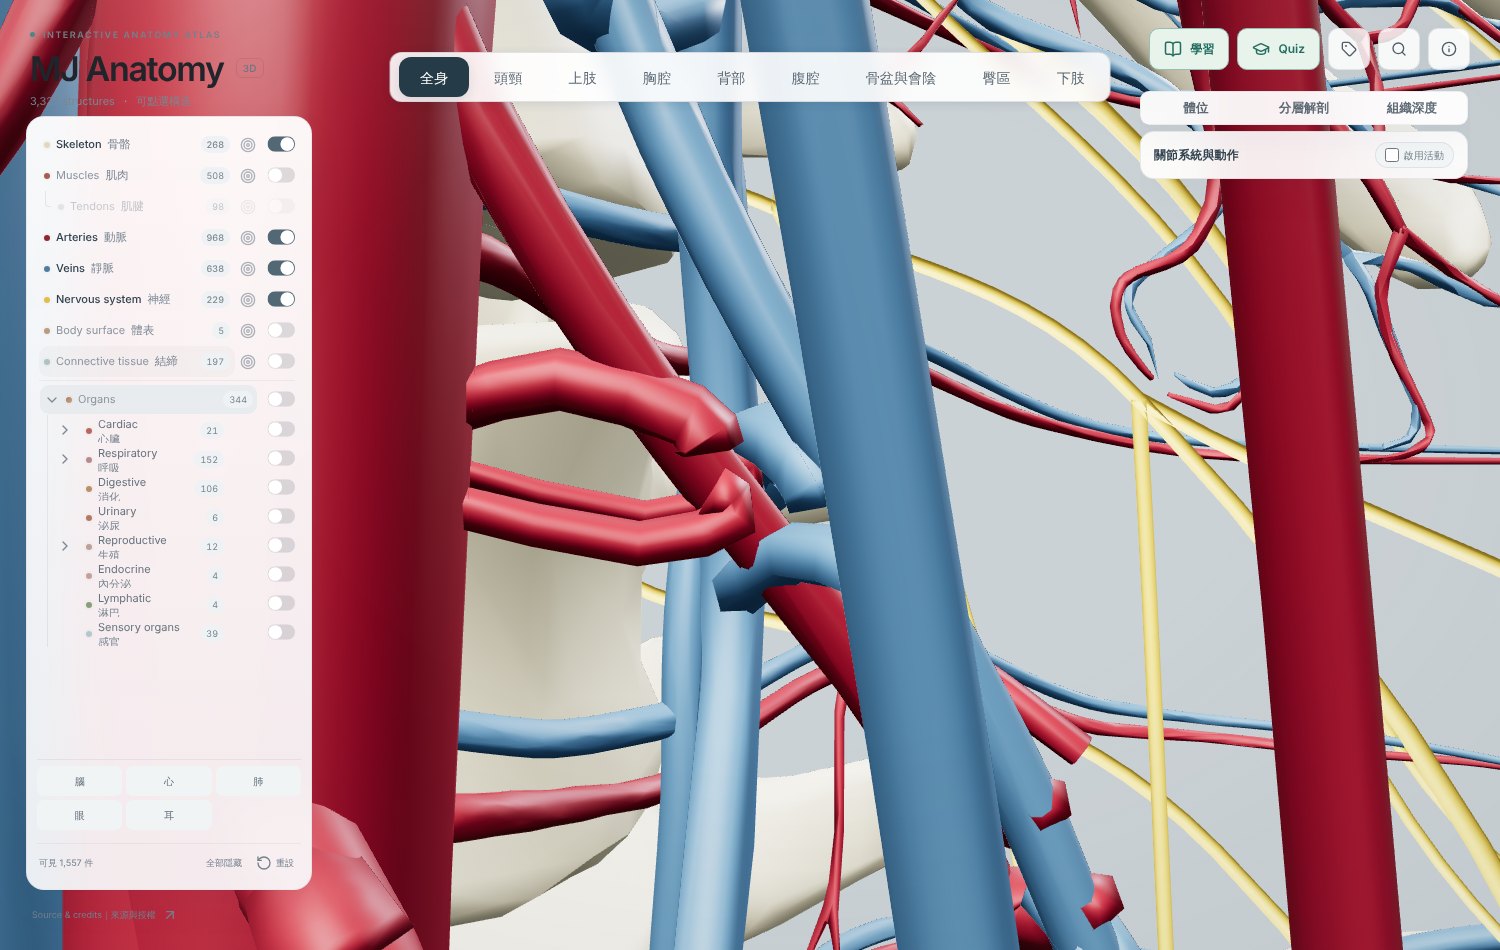 INTERACTIVE ANATOMY ATLAS
MJ Anatomy 3D
可點選構造
全身 頭頸 上肢 胸腔 背部 腹腔 骨盆與會陰 臀區 下肢
學習 Quiz
體位 分層解剖 組織深度
關節系統與動作 啟用活動
Skeleton 骨骼 268
Muscles 肌肉 508
Tendons 肌腱 98
Arteries 動脈 968
Veins 靜脈 638
Nervous system 神經 229
Body surface 體表 5
Connective tissue 結締 197
Organs 344
Cardiac 21
心臟
Respiratory 152
呼吸
Digestive 106
消化
Urinary 6
泌尿
Reproductive 12
生殖
Endocrine 4
內分泌
Lymphatic 4
淋巴
Sensory organs 39
感官
腦 心 肺
眼 耳
可見 1,557 件 全部隱藏 重設
Source & credits | 來源與授權